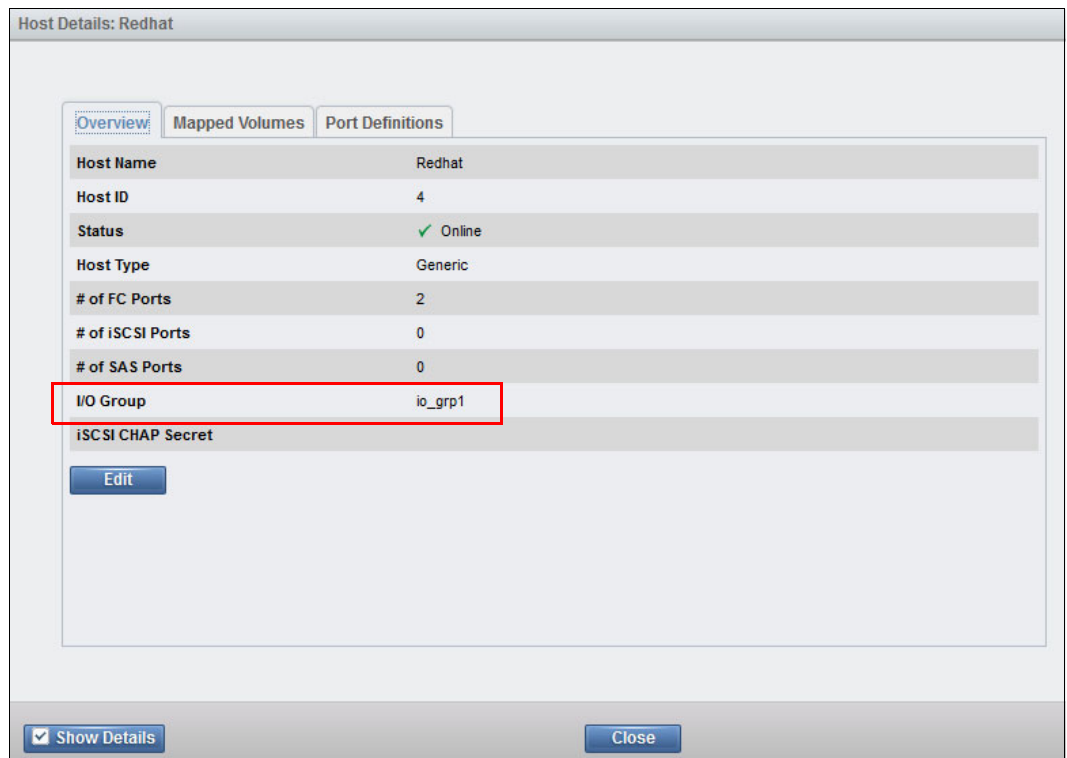 Host Details: Redhat
Overview Mapped Volumes Port Definitions
Host Name Redhat
Host ID 4
Status Online
Host Type Generic
# of FC Ports 2
# of iSCSI Ports 0
# of SAS Ports 0
I/O Group io_grp1
iSCSI CHAP Secret
Edit
Show Details Close